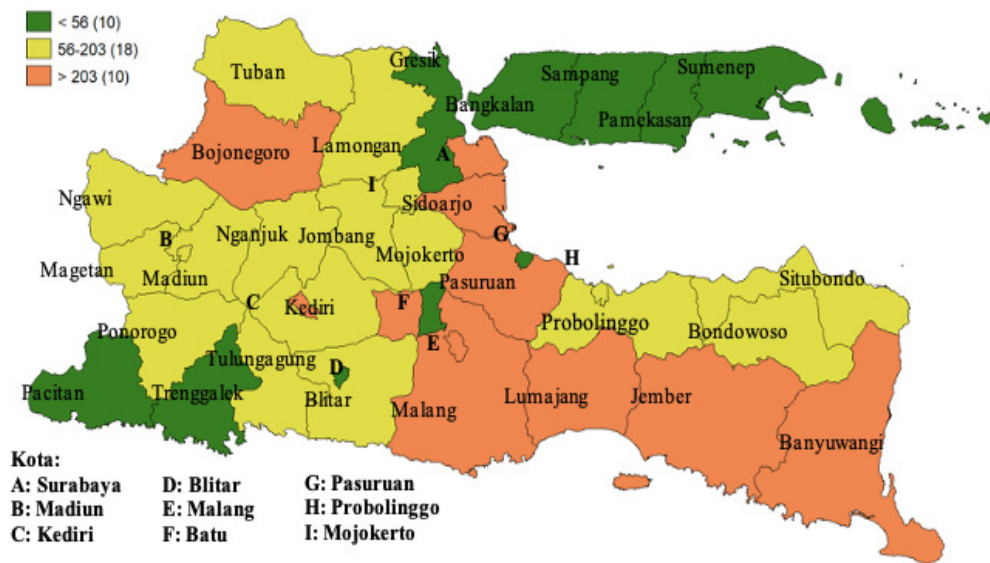 < 56 (10)
56-203 (18)
> 203 (10)
Gresik
Tuban
Sampang
Sumenep
Bangkalan
Pamekasan
Lamongan
Bojonegoro
A
I
Ngawi
Sidoarjo
B
Nganjuk
Jombang
G
Mojokerto
H
Magetan
Madiun
Pasuruan
Situbondo
C
Kediri
F
Ponorogo
Probolinggo
Bondowoso
E
Tulungagung
D
Pacitan
Trenggalek
Blitar
Malang
Lumajang
Jember
Banyuwangi
Kota:
A: Surabaya D: Blitar G: Pasuruan
B: Madiun E: Malang H: Probolinggo
C: Kediri F: Batu I: Mojokerto